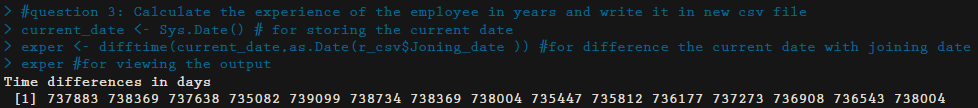 > #question 3: Calculate the experience of the employee in years and write it in new csv file
> current_date <- Sys.Date() # for storing the current date
> exper <- difftime(current_date,as.Date(r_csv$Joning_date )) #for difference the current date with joining date
> exper #for viewing the output
Time differences in days
 [1] 737883 738369 737638 735082 739099 738734 738369 738004 735447 735812 736177 737273 736908 736543 738004